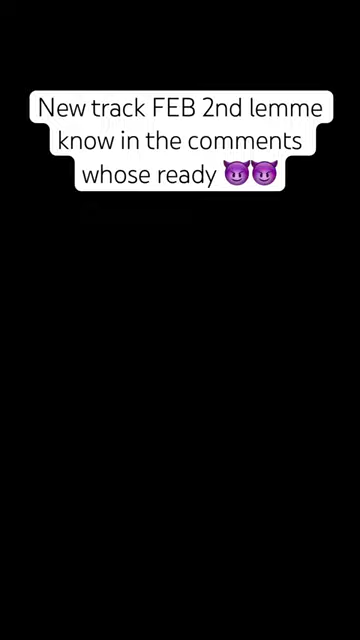 New track FEB 2nd lemme
know in the comments
whose ready 😈😈